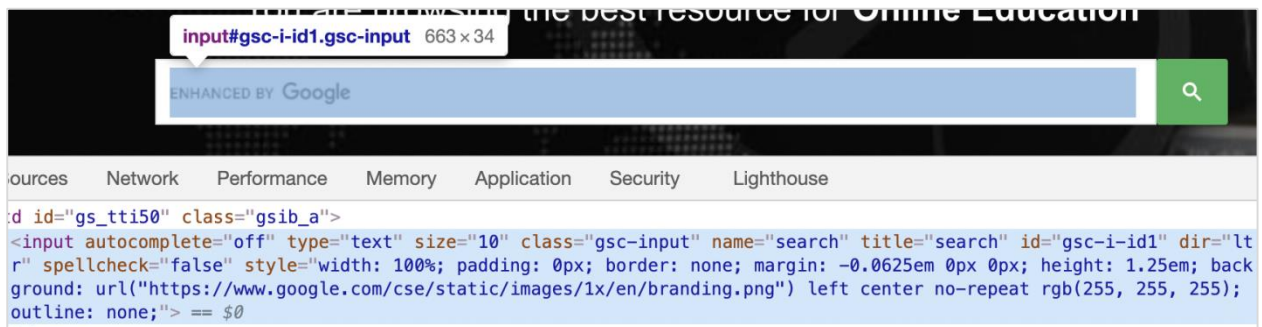 You are browsing the best resource for Online Education
input#gsc-i-id1.gsc-input 663 × 34
ENHANCED BY Google
ources Network Performance Memory Application Security Lighthouse
d id="gs_tti50" class="gsib_a">
<input autocomplete="off" type="text" size="10" class="gsc-input" name="search" title="search" id="gsc-i-id1" dir="lt
r" spellcheck="false" style="width: 100%; padding: 0px; border: none; margin: -0.0625em 0px 0px; height: 1.25em; back
ground: url("https://www.google.com/cse/static/images/1x/en/branding.png") left center no-repeat rgb(255, 255, 255);
outline: none;"> == $0